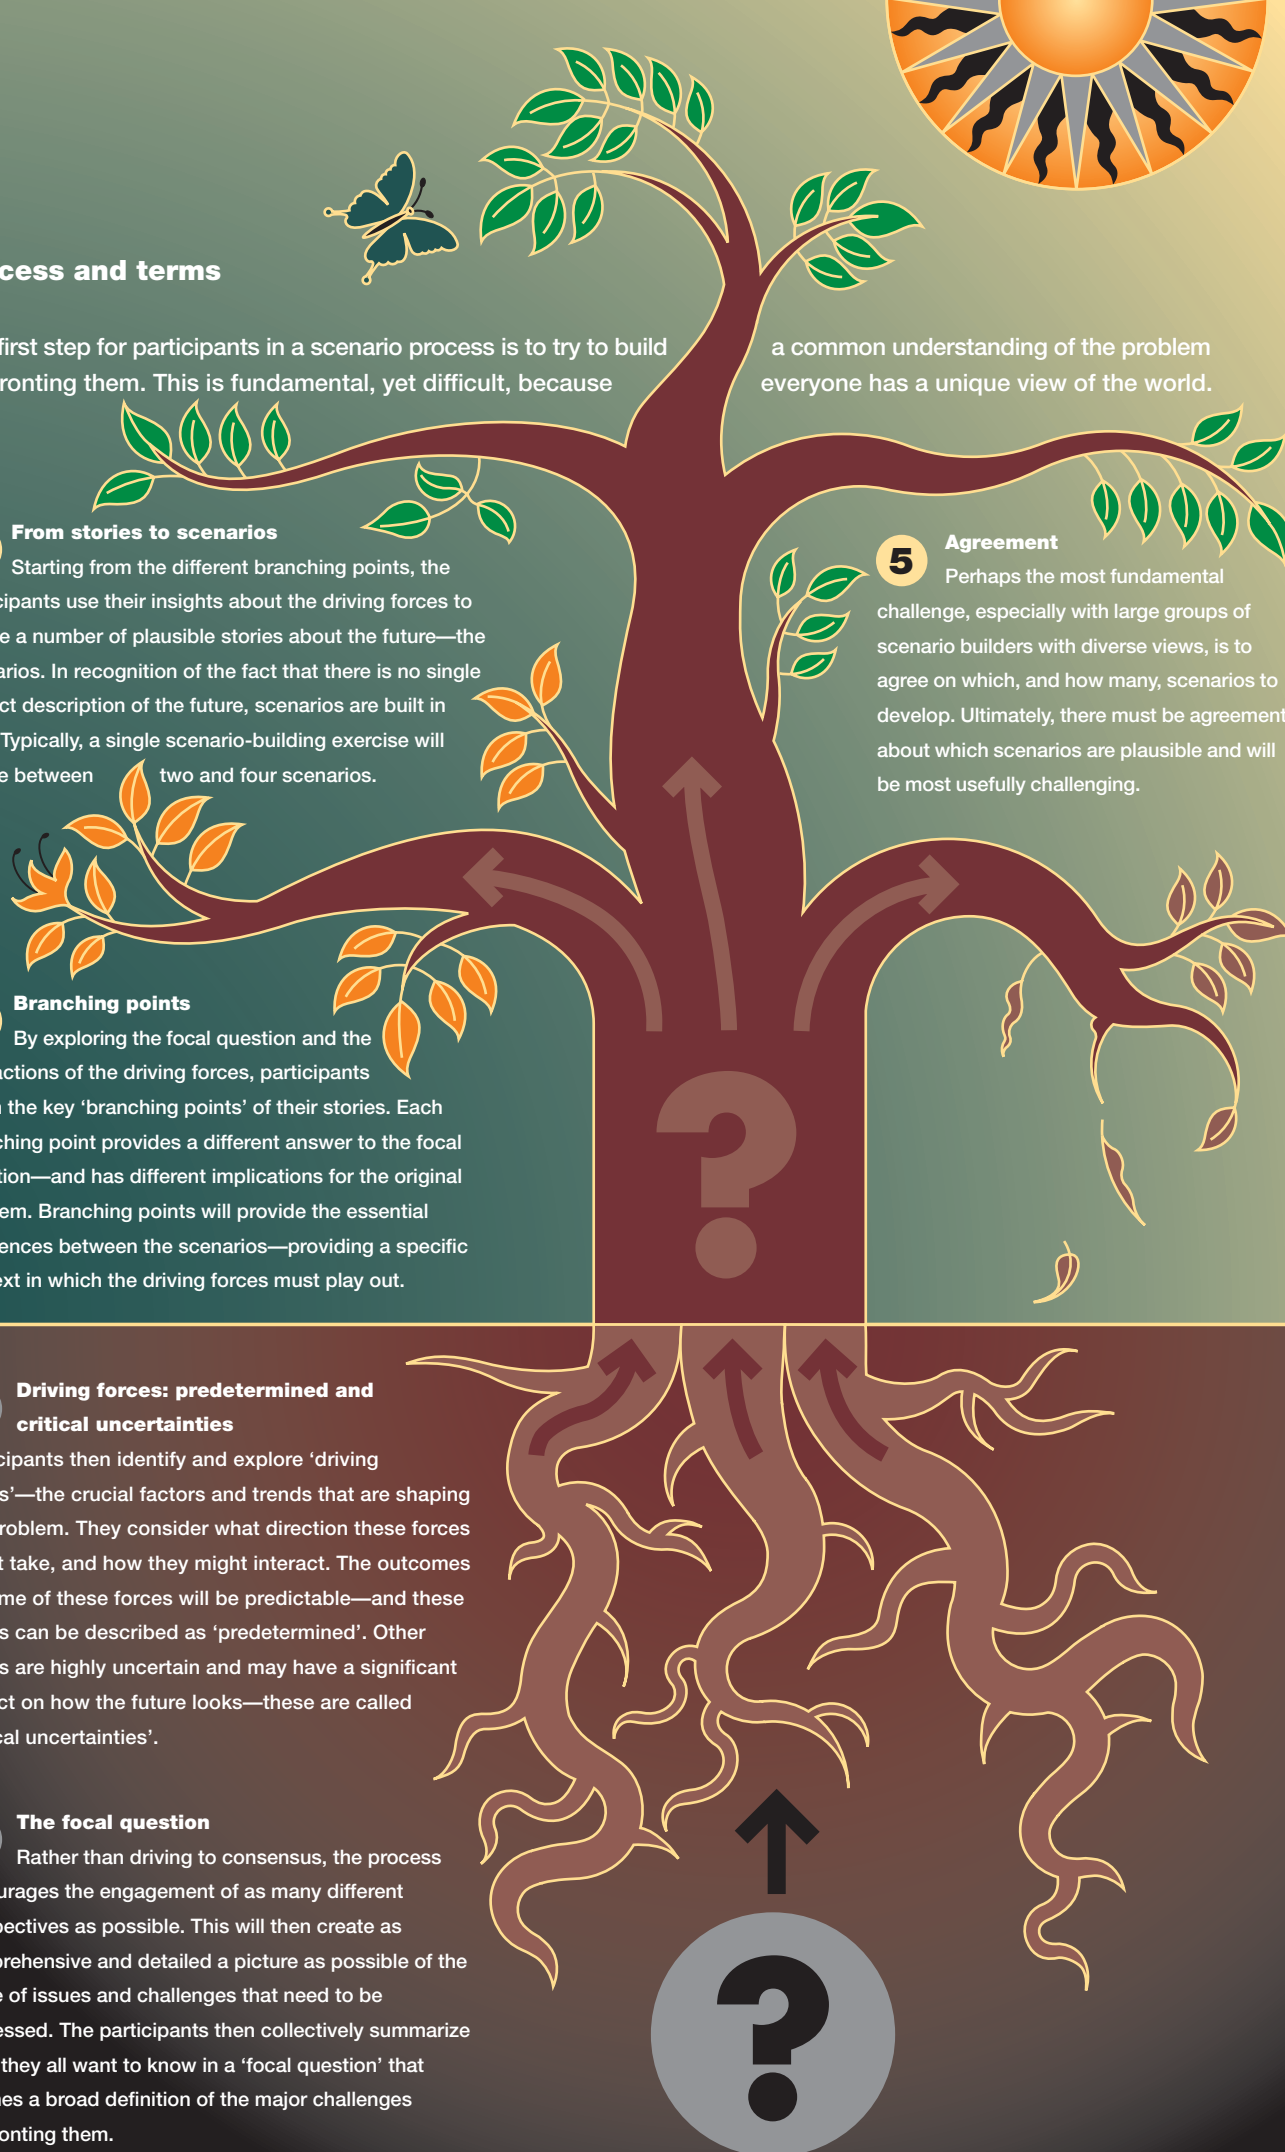 cess and terms
first step for participants in a scenario process is to try to build a common understanding of the problem
ronting them. This is fundamental, yet difficult, because everyone has a unique view of the world.
From stories to scenarios
Starting from the different branching points, the
cipants use their insights about the driving forces to
e a number of plausible stories about the future—the
arios. In recognition of the fact that there is no single
ct description of the future, scenarios are built in
Typically, a single scenario-building exercise will
e between two and four scenarios.
5 Agreement
Perhaps the most fundamental
challenge, especially with large groups of
scenario builders with diverse views, is to
agree on which, and how many, scenarios to
develop. Ultimately, there must be agreement
about which scenarios are plausible and will
be most usefully challenging.
Branching points
By exploring the focal question and the
actions of the driving forces, participants
the key ‘branching points’ of their stories. Each
ching point provides a different answer to the focal
tion—and has different implications for the original
em. Branching points will provide the essential
ences between the scenarios—providing a specific
ext in which the driving forces must play out.
?
Driving forces: predetermined and
critical uncertainties
cipants then identify and explore ‘driving
s’—the crucial factors and trends that are shaping
roblem. They consider what direction these forces
t take, and how they might interact. The outcomes
me of these forces will be predictable—and these
s can be described as ‘predetermined’. Other
s are highly uncertain and may have a significant
ct on how the future looks—these are called
cal uncertainties’.
The focal question
Rather than driving to consensus, the process
urages the engagement of as many different
pectives as possible. This will then create as
prehensive and detailed a picture as possible of the
e of issues and challenges that need to be
essed. The participants then collectively summarize
they all want to know in a ‘focal question’ that
nes a broad definition of the major challenges
onting them.
?